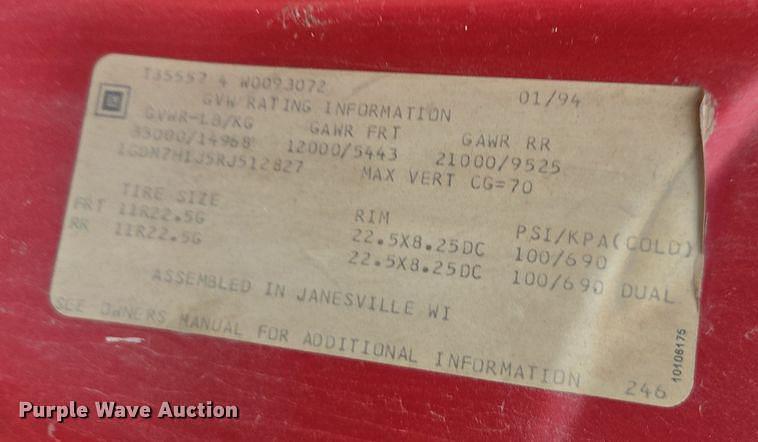 T35557 4 W0093072 01/94
GM
GVW RATING INFORMATION
GVWR-LB/KG GAWR FRT GAWR RR
33000/14968 12000/5443 21000/9525
1GDM7H1J5RJ512827 MAX VERT CG=70
TIRE SIZE RIM PSI/KPA(COLD)
FRT 11R22.5G 22.5X8.25DC 100/690
RR 11R22.5G 22.5X8.25DC 100/690 DUAL
ASSEMBLED IN JANESVILLE WI
SEE OWNERS MANUAL FOR ADDITIONAL INFORMATION 246
10106175
Purple Wave Auction